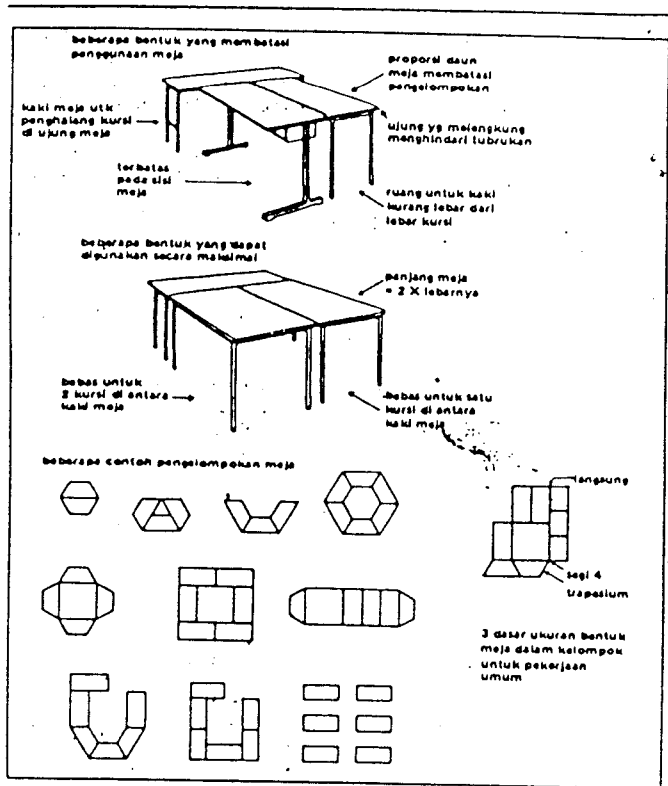 beberapa bentuk yang membatasi
penggunaan meja
proporsi daun
meja membatasi
pengelompokan
kaki meja utk
penghalang kursi
di ujung meja
ujung yg melengkung
menghindari tubrukan
terbatas
pada sisi
meja
ruang untuk kaki
kurang lebar dari
lebar kursi
beberapa bentuk yang dapat
digunakan secara maksimal
panjang meja
= 2 X lebarnya
bebas untuk
2 kursi di antara
kaki meja
bebas untuk satu
kursi di antara
kaki meja
beberapa contoh pengelompokan meja
langsung
segi 4
trapesium
3 dasar ukuran bentuk
meja dalam kelompok
untuk pekerjaan
umum